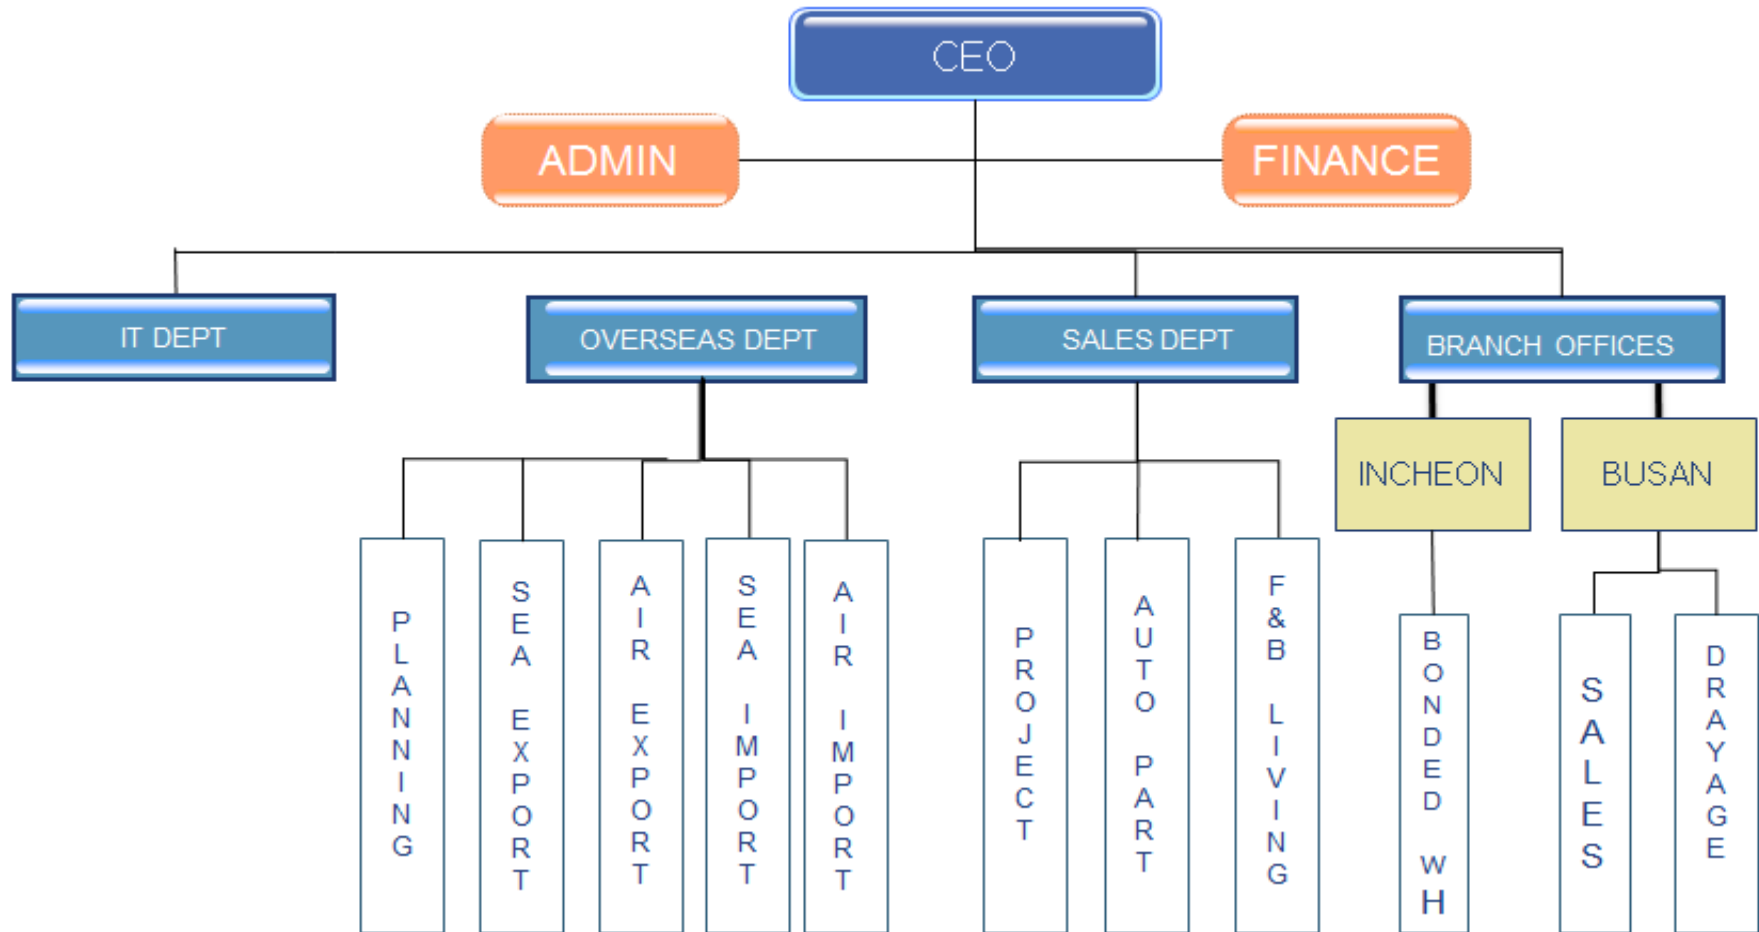 CEO
ADMIN
FINANCE
IT DEPT
OVERSEAS DEPT
SALES DEPT
BRANCH OFFICES
INCHEON
BUSAN
PLANNING
SEA EXPORT
AIR EXPORT
SEA IMPORT
AIR IMPORT
PROJECT
AUTO PART
F&B LIVING
BONDED WH
SALES
DRAYAGE